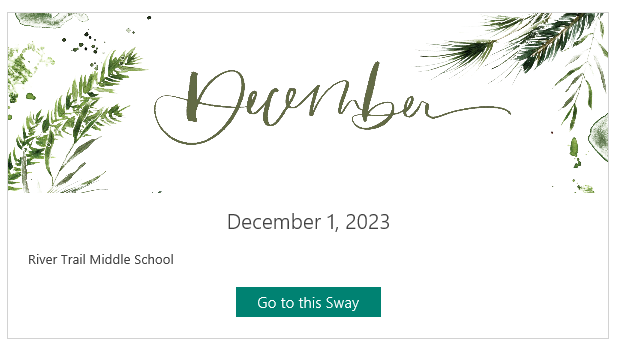 December
December 1, 2023
River Trail Middle School
Go to this Sway